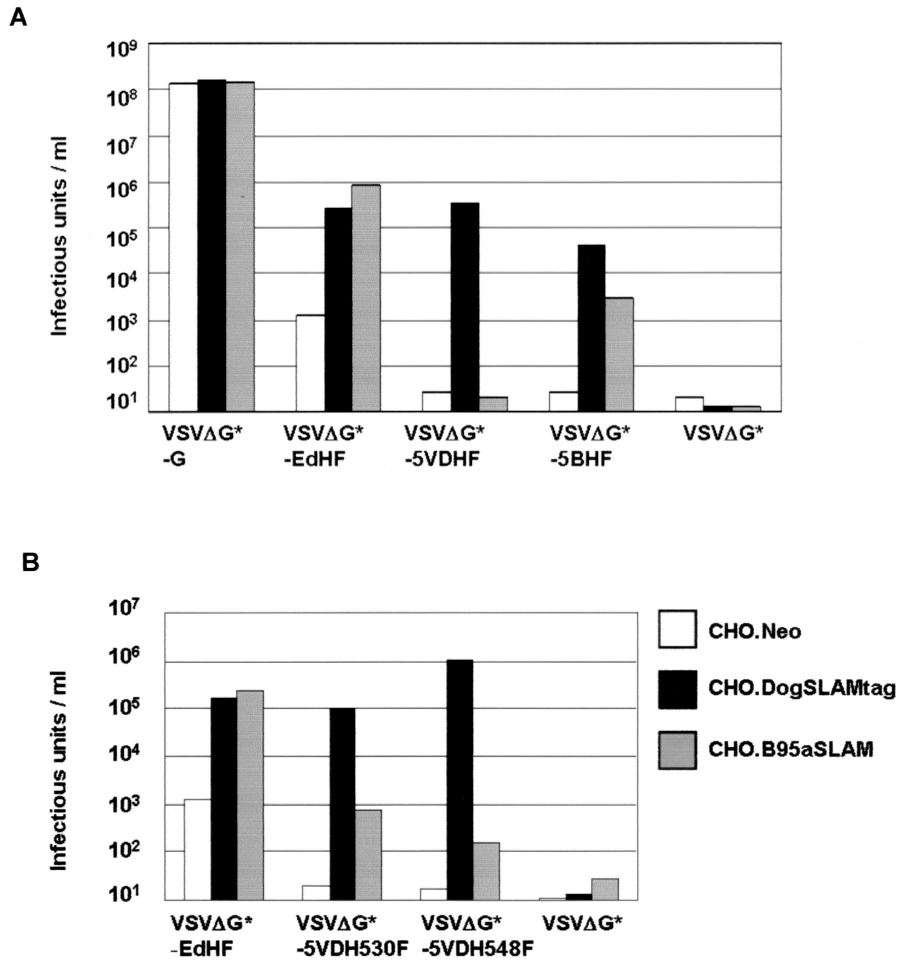 A
Infectious units / ml
10⁹
10⁸
10⁷
10⁶
10⁵
10⁴
10³
10²
10¹
VSVΔG* VSVΔG* VSVΔG* VSVΔG* VSVΔG*
-G -EdHF -5VDHF -5BHF
B
Infectious units / ml
10⁷
10⁶
10⁵
10⁴
10³
10²
10¹
VSVΔG* VSVΔG* VSVΔG* VSVΔG*
-EdHF -5VDH530F -5VDH548F
CHO.Neo
CHO.DogSLAMtag
CHO.B95aSLAM